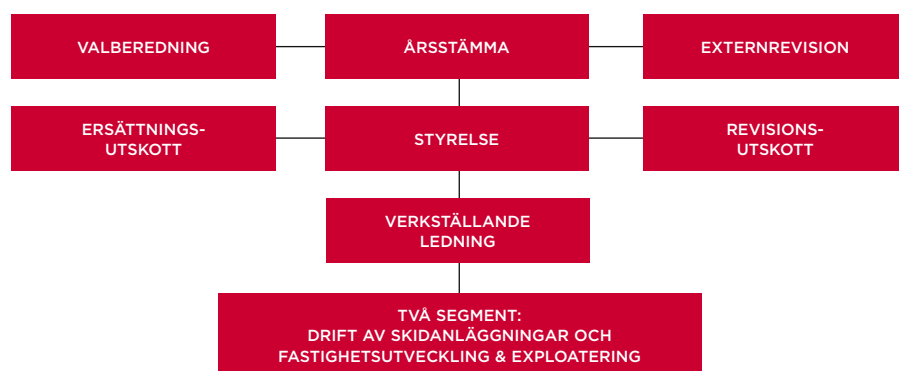 VALBEREDNING
ÅRSSTÄMMA
EXTERNREVISION
ERSÄTTNINGS-
UTSKOTT
STYRELSE
REVISIONS-
UTSKOTT
VERKSTÄLLANDE
LEDNING
TVÅ SEGMENT:
DRIFT AV SKIDANLÄGGNINGAR OCH
FASTIGHETSUTVECKLING & EXPLOATERING